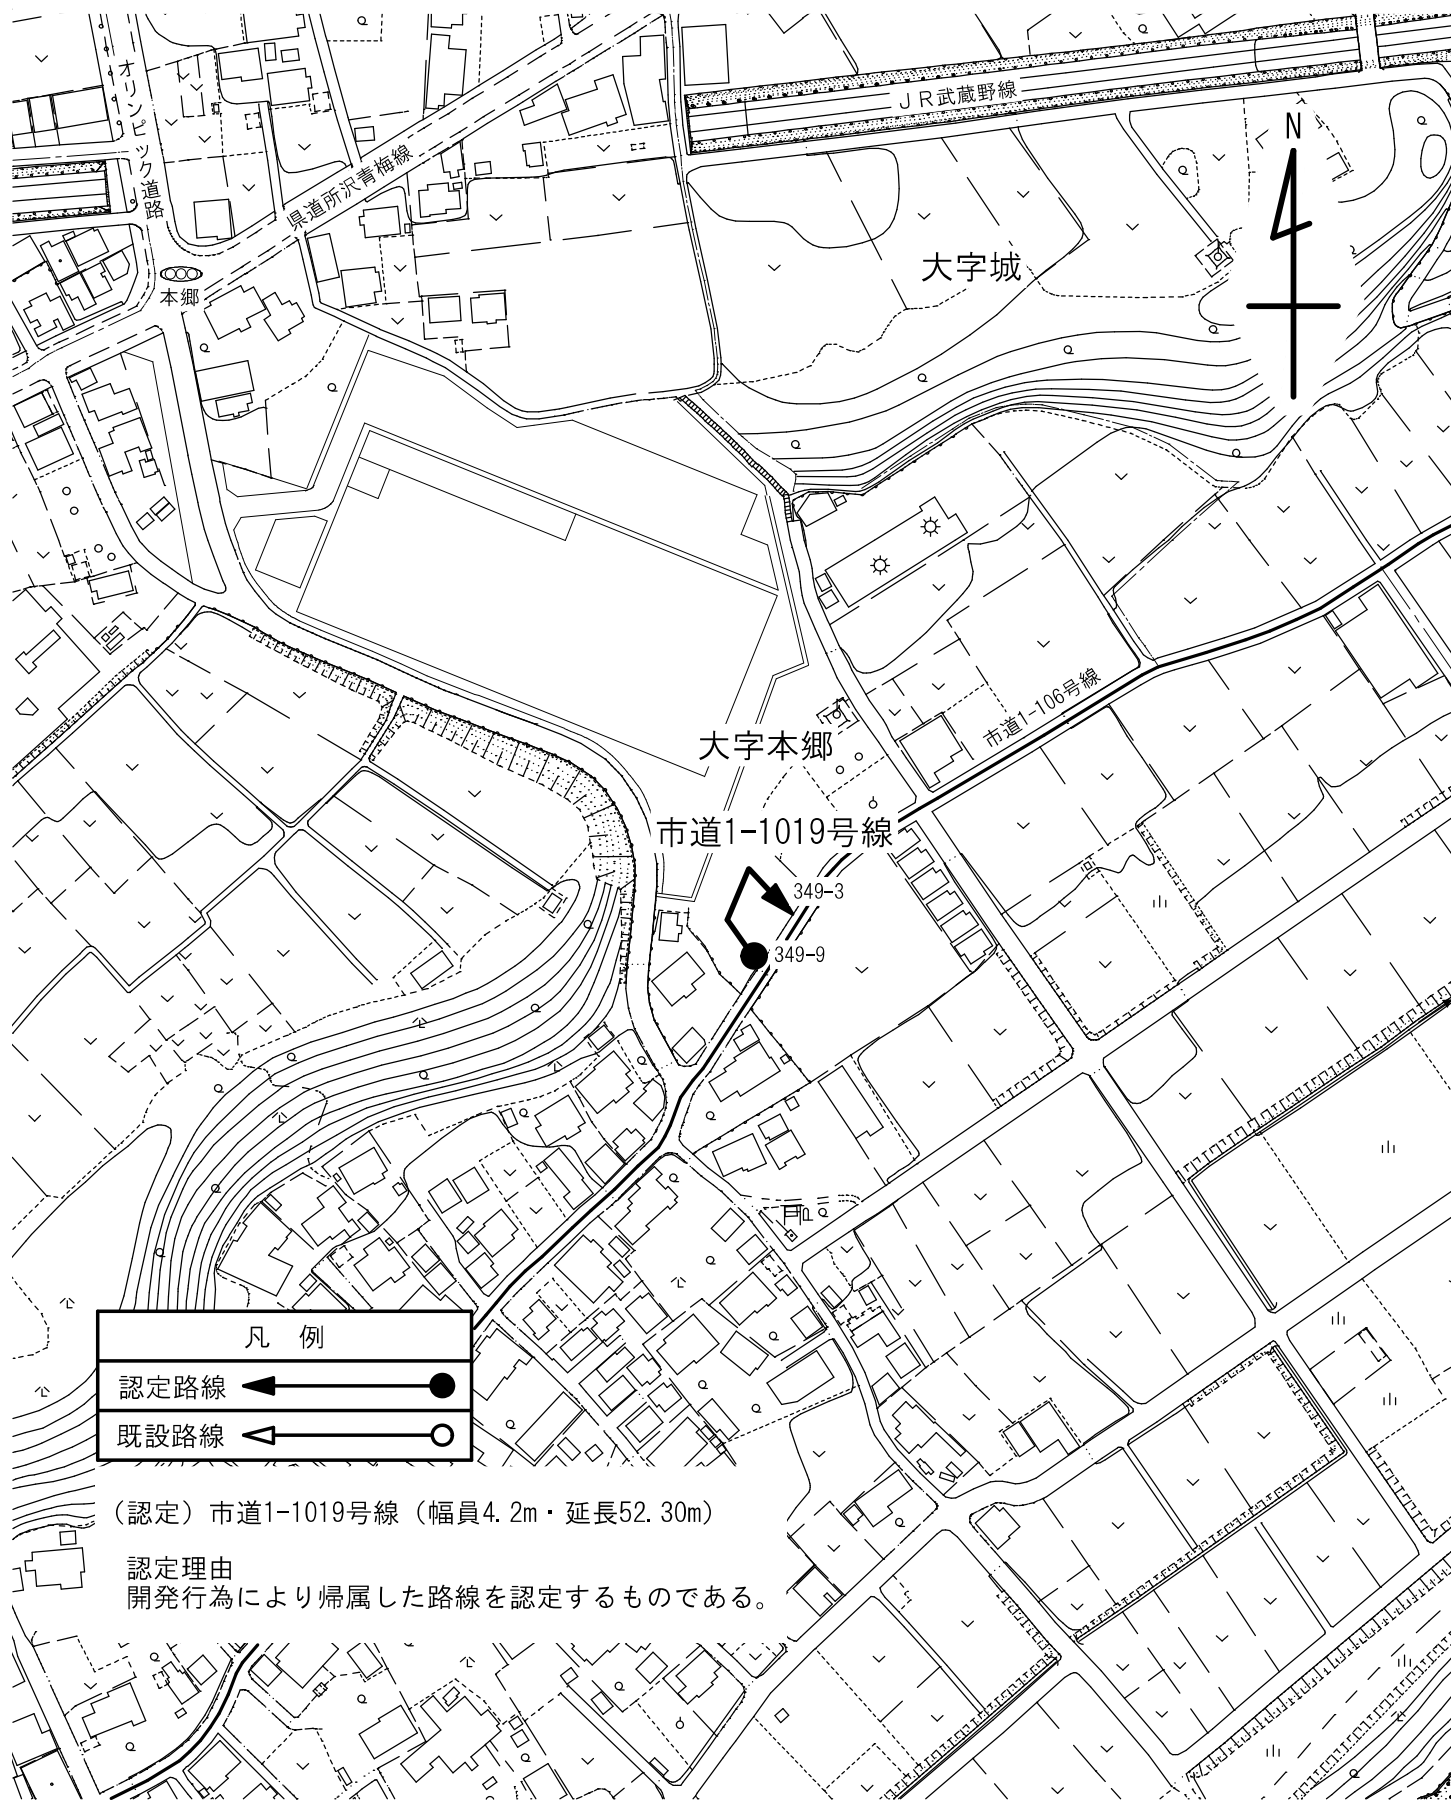 オリンピック道路
JR武蔵野線
N
県道所沢青梅線
大字城
本郷
市道1-106号線
大字本郷
市道1-1019号線
349-3
349-9
凡 例
認定路線
既設路線
(認定)市道1-1019号線(幅員4.2m・延長52.30m)
認定理由
開発行為により帰属した路線を認定するものである。